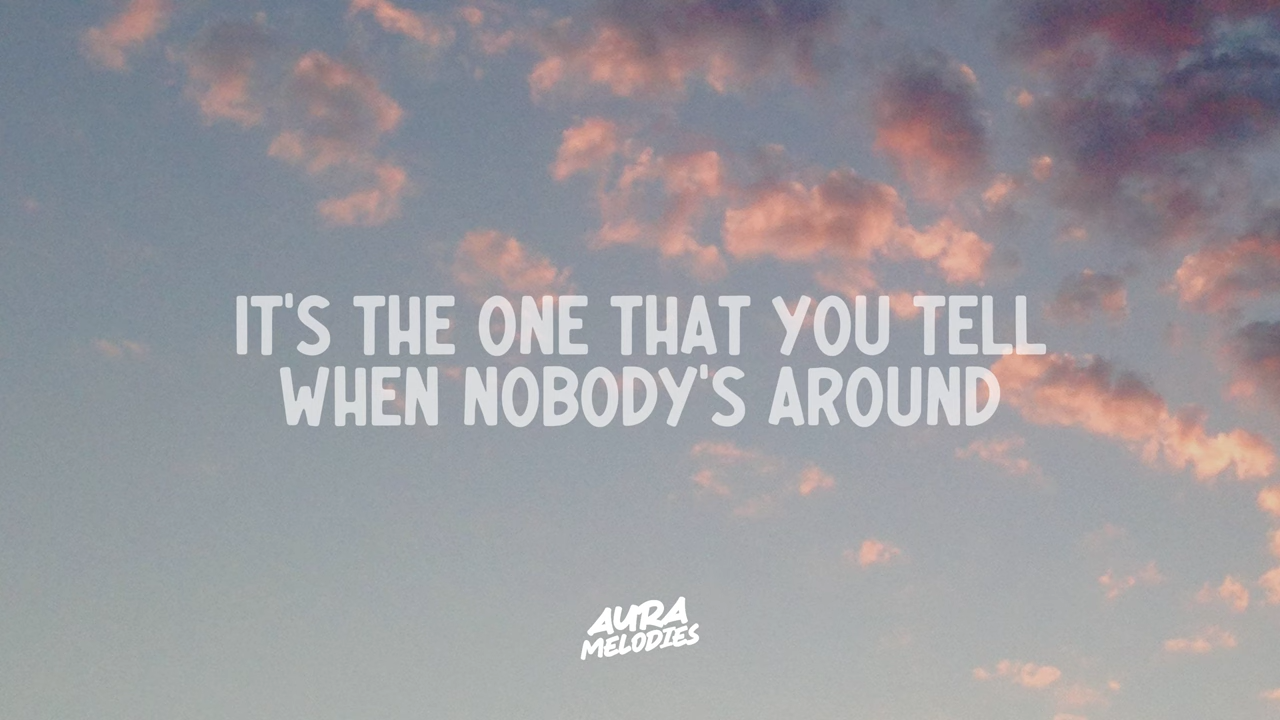 IT'S THE ONE THAT YOU TELL
WHEN NOBODY'S AROUND
AURA
MELODIES